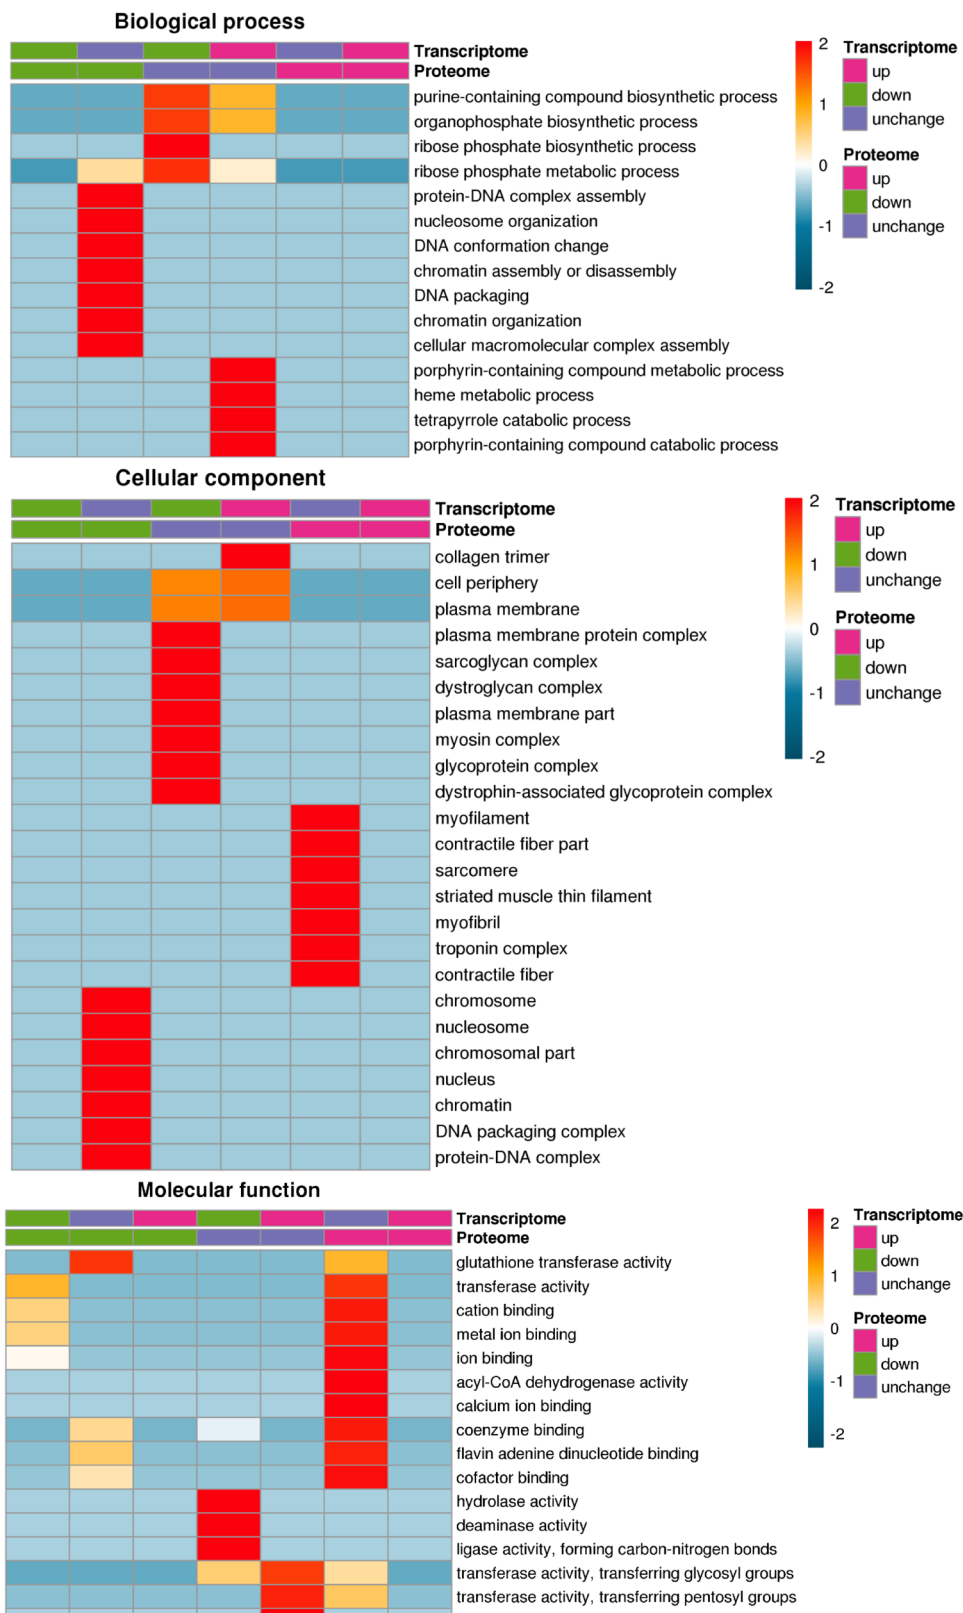 Biological process
Transcriptome
Proteome
purine-containing compound biosynthetic process
organophosphate biosynthetic process
ribose phosphate biosynthetic process
ribose phosphate metabolic process
protein-DNA complex assembly
nucleosome organization
DNA conformation change
chromatin assembly or disassembly
DNA packaging
chromatin organization
cellular macromolecular complex assembly
porphyrin-containing compound metabolic process
heme metabolic process
tetrapyrrole catabolic process
porphyrin-containing compound catabolic process
2
1
0
-1
-2
Transcriptome
up
down
unchange
Proteome
up
down
unchange
Cellular component
Transcriptome
Proteome
collagen trimer
cell periphery
plasma membrane
plasma membrane protein complex
sarcoglycan complex
dystroglycan complex
plasma membrane part
myosin complex
glycoprotein complex
dystrophin-associated glycoprotein complex
myofilament
contractile fiber part
sarcomere
striated muscle thin filament
myofibril
troponin complex
contractile fiber
chromosome
nucleosome
chromosomal part
nucleus
chromatin
DNA packaging complex
protein-DNA complex
2
1
0
-1
-2
Transcriptome
up
down
unchange
Proteome
up
down
unchange
Molecular function
Transcriptome
Proteome
glutathione transferase activity
transferase activity
cation binding
metal ion binding
ion binding
acyl-CoA dehydrogenase activity
calcium ion binding
coenzyme binding
flavin adenine dinucleotide binding
cofactor binding
hydrolase activity
deaminase activity
ligase activity, forming carbon-nitrogen bonds
transferase activity, transferring glycosyl groups
transferase activity, transferring pentosyl groups
2
1
0
-1
-2
Transcriptome
up
down
unchange
Proteome
up
down
unchange